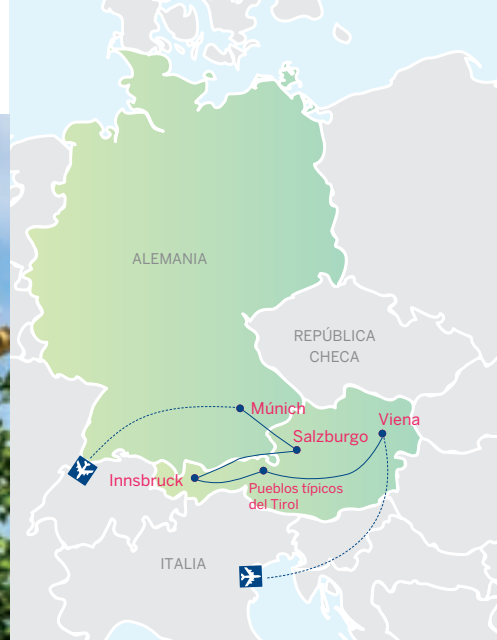 ALEMANIA
REPÚBLICA
CHECA
Múnich
Viena
Salzburgo
Innsbruck
Pueblos típicos
del Tirol
ITALIA